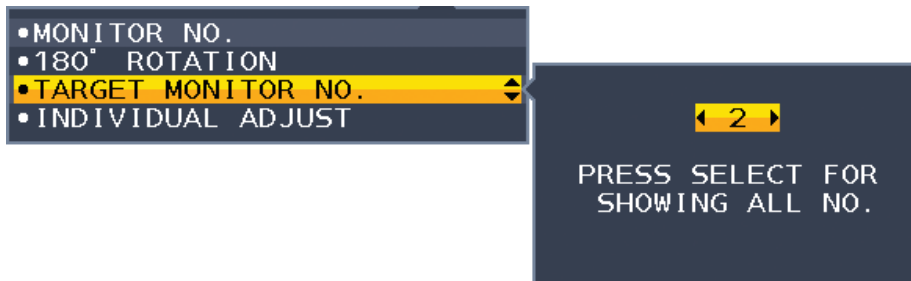 •MONITOR NO.
•180° ROTATION
•TARGET MONITOR NO.
•INDIVIDUAL ADJUST
2
PRESS SELECT FOR
SHOWING ALL NO.